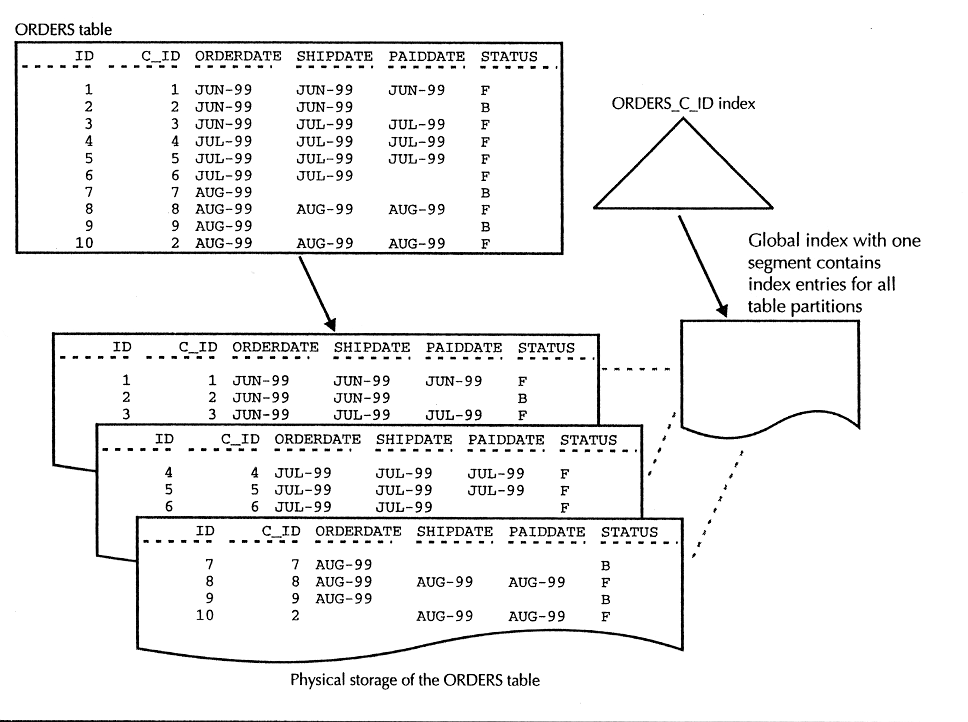 ORDERS table
ID C_ID ORDERDATE SHIPDATE PAIDDATE STATUS
1 1 JUN-99 JUN-99 JUN-99 F
2 2 JUN-99 JUN-99 B
3 3 JUN-99 JUL-99 JUL-99 F
4 4 JUL-99 JUL-99 JUL-99 F
5 5 JUL-99 JUL-99 JUL-99 F
6 6 JUL-99 JUL-99 F
7 7 AUG-99 B
8 8 AUG-99 AUG-99 AUG-99 F
9 9 AUG-99 B
10 2 AUG-99 AUG-99 AUG-99 F
ORDERS_C_ID index
Global index with one
segment contains
index entries for all
table partitions
ID C_ID ORDERDATE SHIPDATE PAIDDATE STATUS
1 1 JUN-99 JUN-99 JUN-99 F
2 2 JUN-99 JUN-99 B
3 3 JUN-99 JUL-99 JUL-99 F
ID C_ID ORDERDATE SHIPDATE PAIDDATE STATUS
4 4 JUL-99 JUL-99 JUL-99 F
5 5 JUL-99 JUL-99 JUL-99 F
6 6 JUL-99 JUL-99 F
ID C_ID ORDERDATE SHIPDATE PAIDDATE STATUS
7 7 AUG-99 B
8 8 AUG-99 AUG-99 AUG-99 F
9 9 AUG-99 B
10 2 AUG-99 AUG-99 F
Physical storage of the ORDERS table